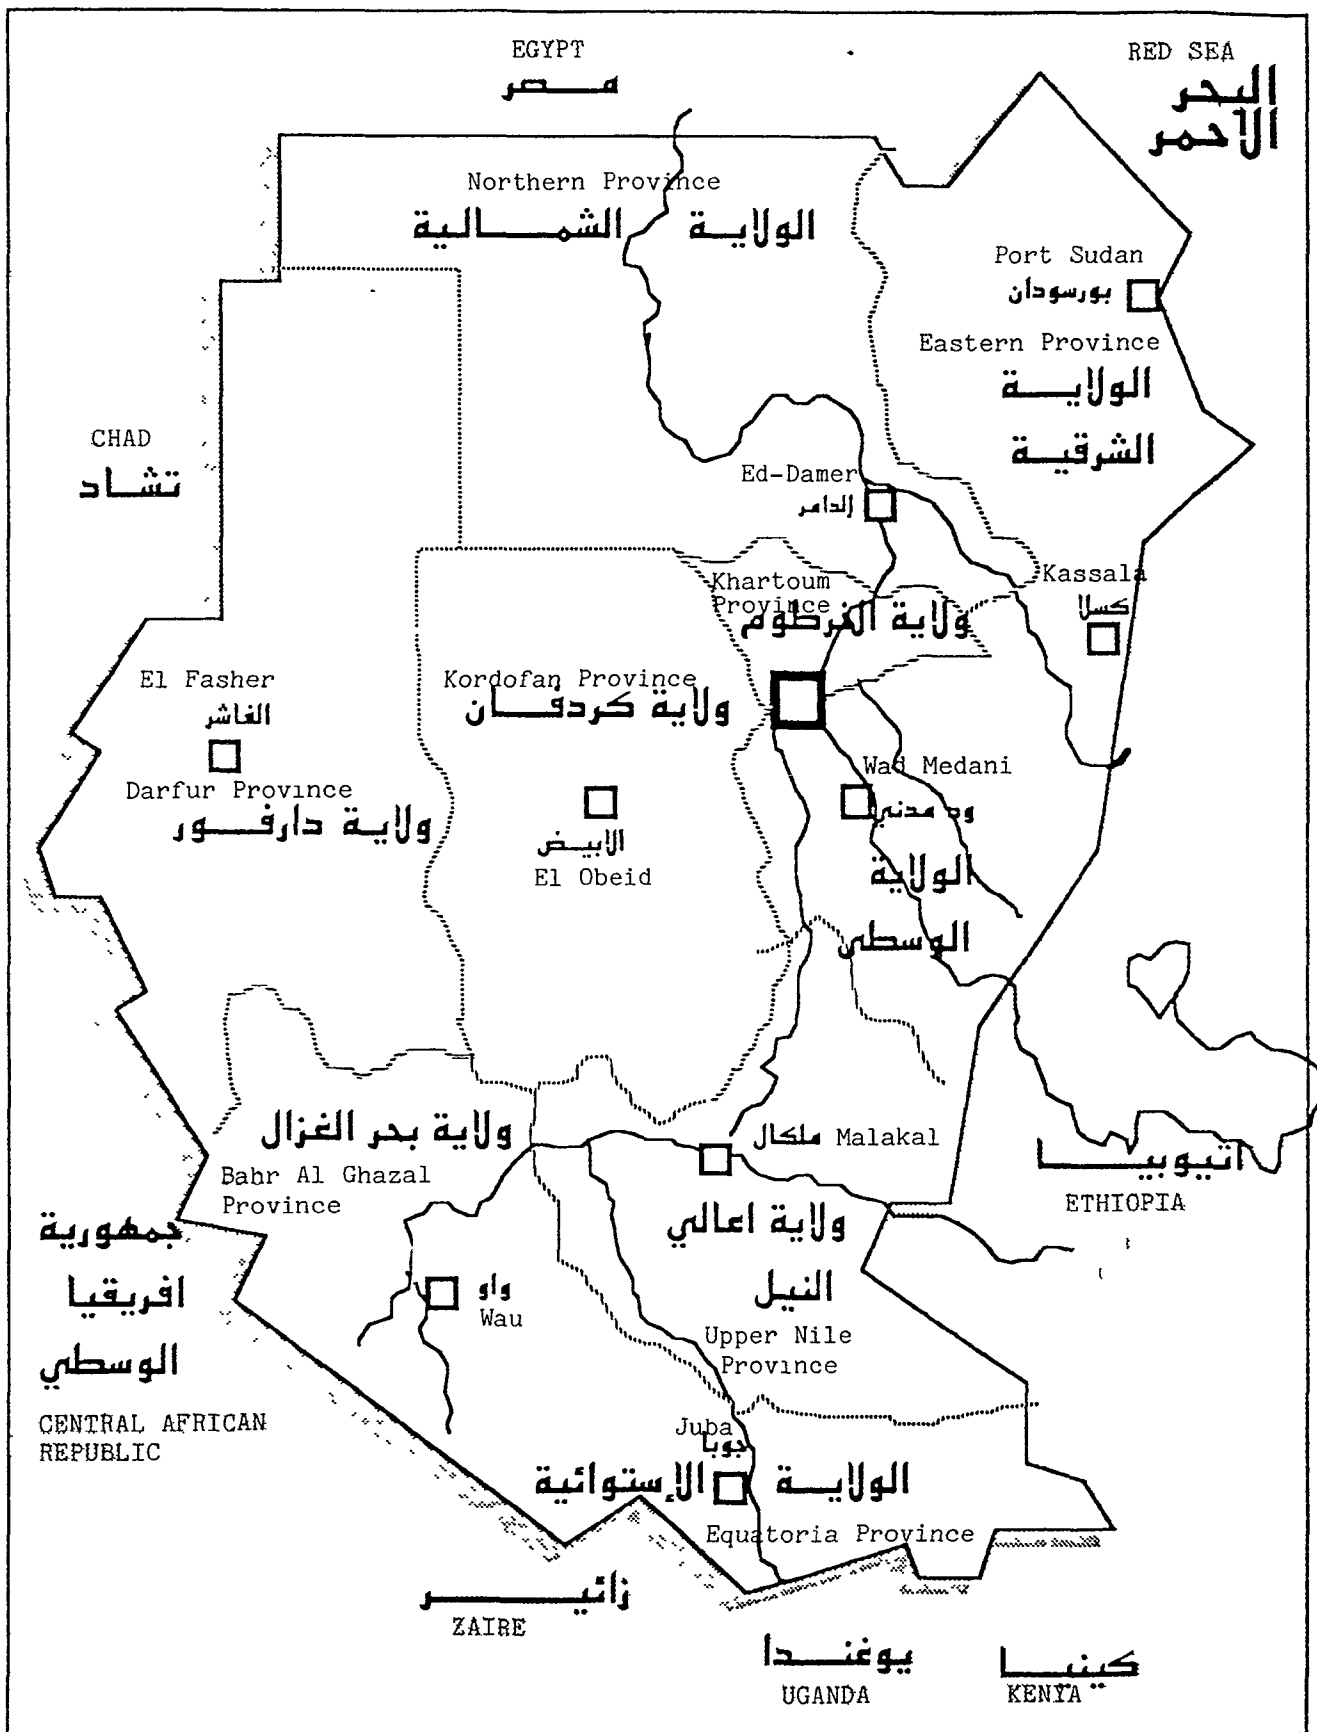 EGYPT
مصر
RED SEA
البحر
الاحمر
Northern Province
الولاية الشمالية
Port Sudan
بورسودان
Eastern Province
الولاية
الشرقية
CHAD
تشاد
Ed-Damer
الدامر
Khartoum
Province
ولاية الخرطوم
Kassala
كسلا
El Fasher
الفاشر
Darfur Province
ولاية دارفور
Kordofan Province
ولاية كردفان
الابيض
El Obeid
Wad Medani
ود مدني
الولاية
الوسطى
ولاية بحر الغزال
Bahr Al Ghazal
Province
ملكال Malakal
اتيوبيا
ETHIOPIA
ولاية اعالي
النيل
Upper Nile
Province
جمهورية
افريقيا
الوسطي
CENTRAL AFRICAN
REPUBLIC
واو
Wau
Juba
جوبا
الولاية الإستوائية
Equatoria Province
زائير
ZAIRE
يوغندا
UGANDA
كينيا
KENYA